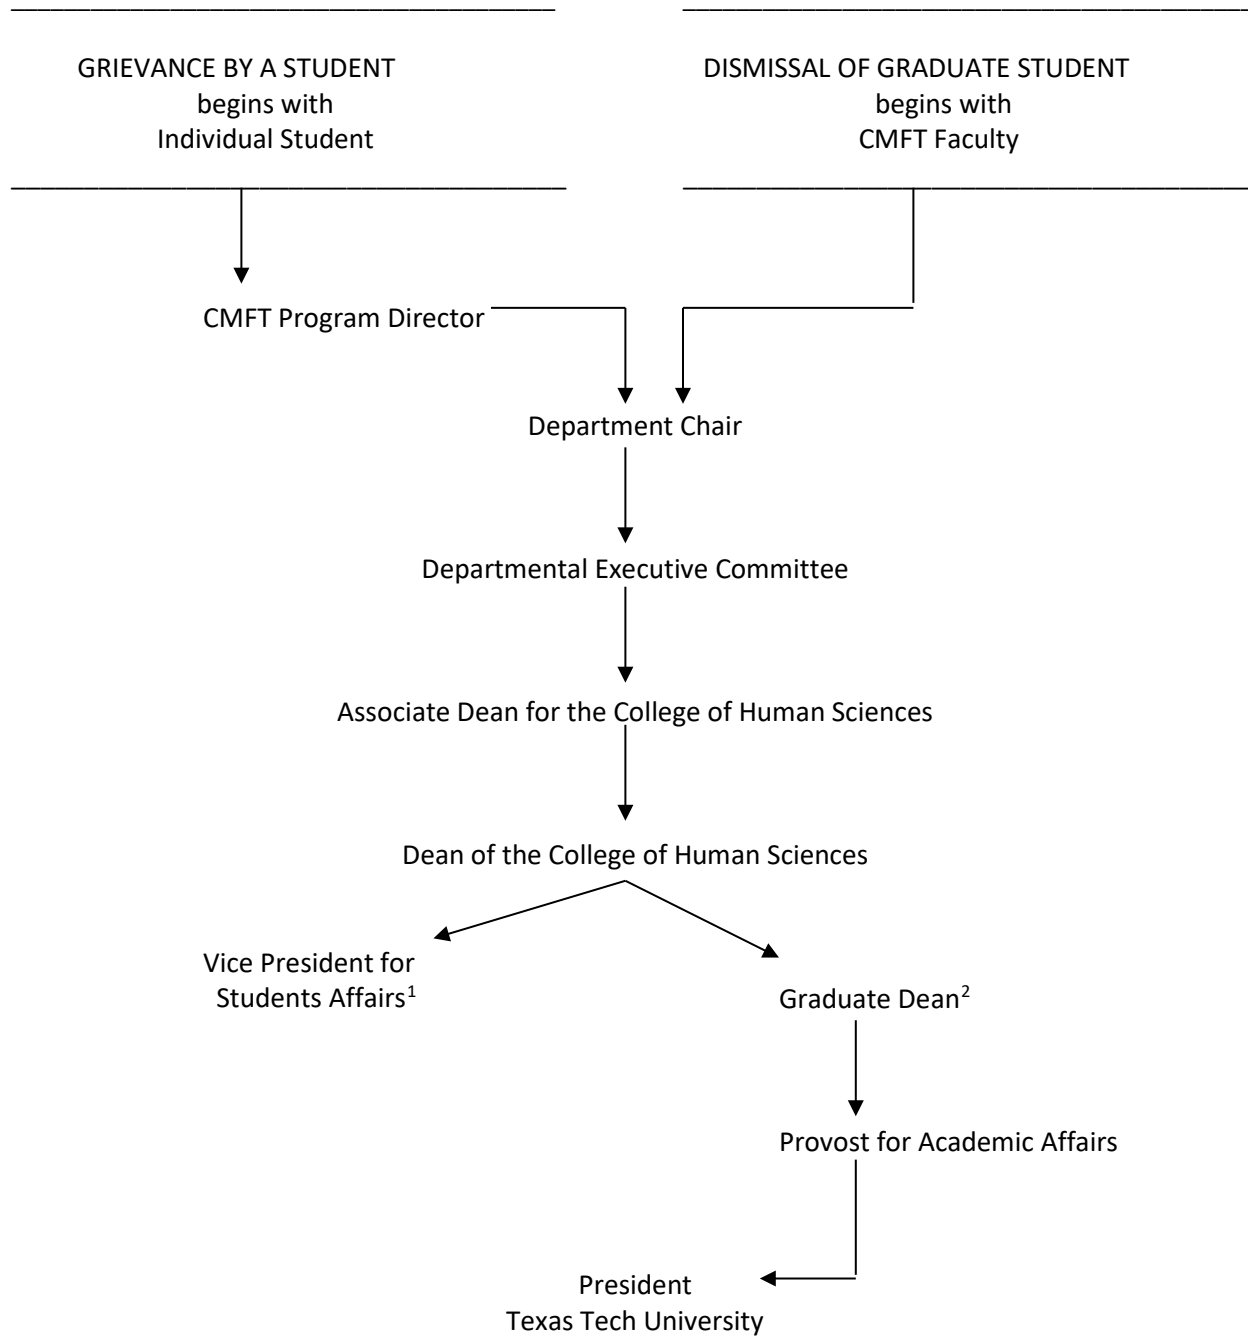 GRIEVANCE BY A STUDENT
begins with
Individual Student
DISMISSAL OF GRADUATE STUDENT
begins with
CMFT Faculty
CMFT Program Director
Department Chair
Departmental Executive Committee
Associate Dean for the College of Human Sciences
Dean of the College of Human Sciences
Vice President for
Students Affairs¹
Graduate Dean²
Provost for Academic Affairs
President
Texas Tech University